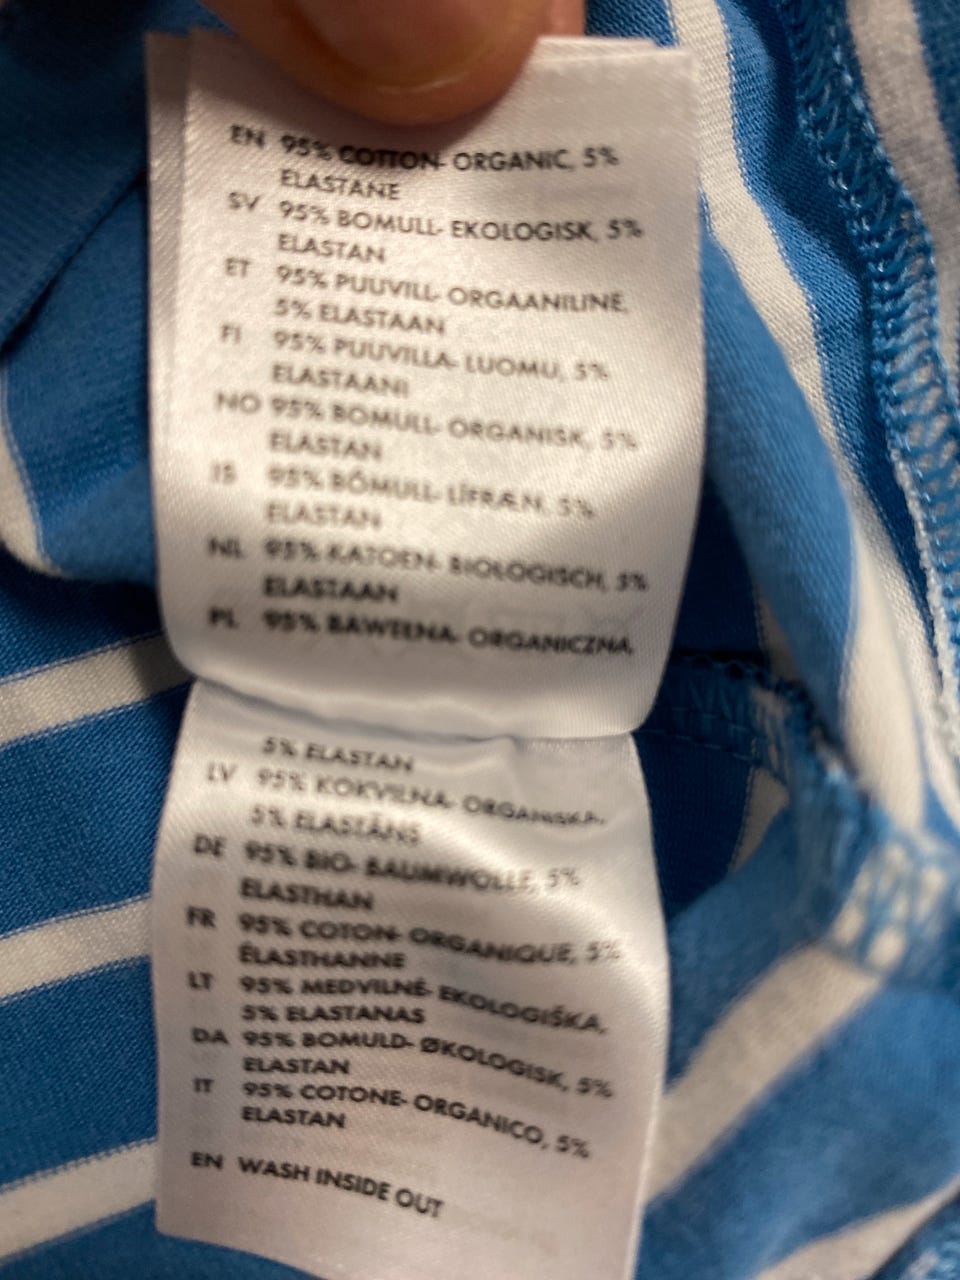 EN 95% COTTON- ORGANIC, 5%
ELASTANE
SV 95% BOMULL- EKOLOGISK, 5%
ELASTAN
ET 95% PUUVILL- ORGAANILINE,
5% ELASTAAN
FI 95% PUUVILLA- LUOMU, 5%
ELASTAANI
NO 95% BOMULL- ORGANISK, 5%
ELASTAN
IS 95% BÓMULL- LÍFRÆN, 5%
ELASTAN
NL 95% KATOEN- BIOLOGISCH, 5%
ELASTAAN
PL 95% BAWEŁNA- ORGANICZNA,
5% ELASTAN
LV 95% KOKVILNA- ORGANISKA,
5% ELASTĀNS
DE 95% BIO- BAUMWOLLE, 5%
ELASTHAN
FR 95% COTON- ORGANIQUE, 5%
ÉLASTHANNE
LT 95% MEDVILNĖ- EKOLOGIŠKA,
5% ELASTANAS
DA 95% BOMULD- ØKOLOGISK, 5%
ELASTAN
IT 95% COTONE- ORGANICO, 5%
ELASTAN
EN WASH INSIDE OUT